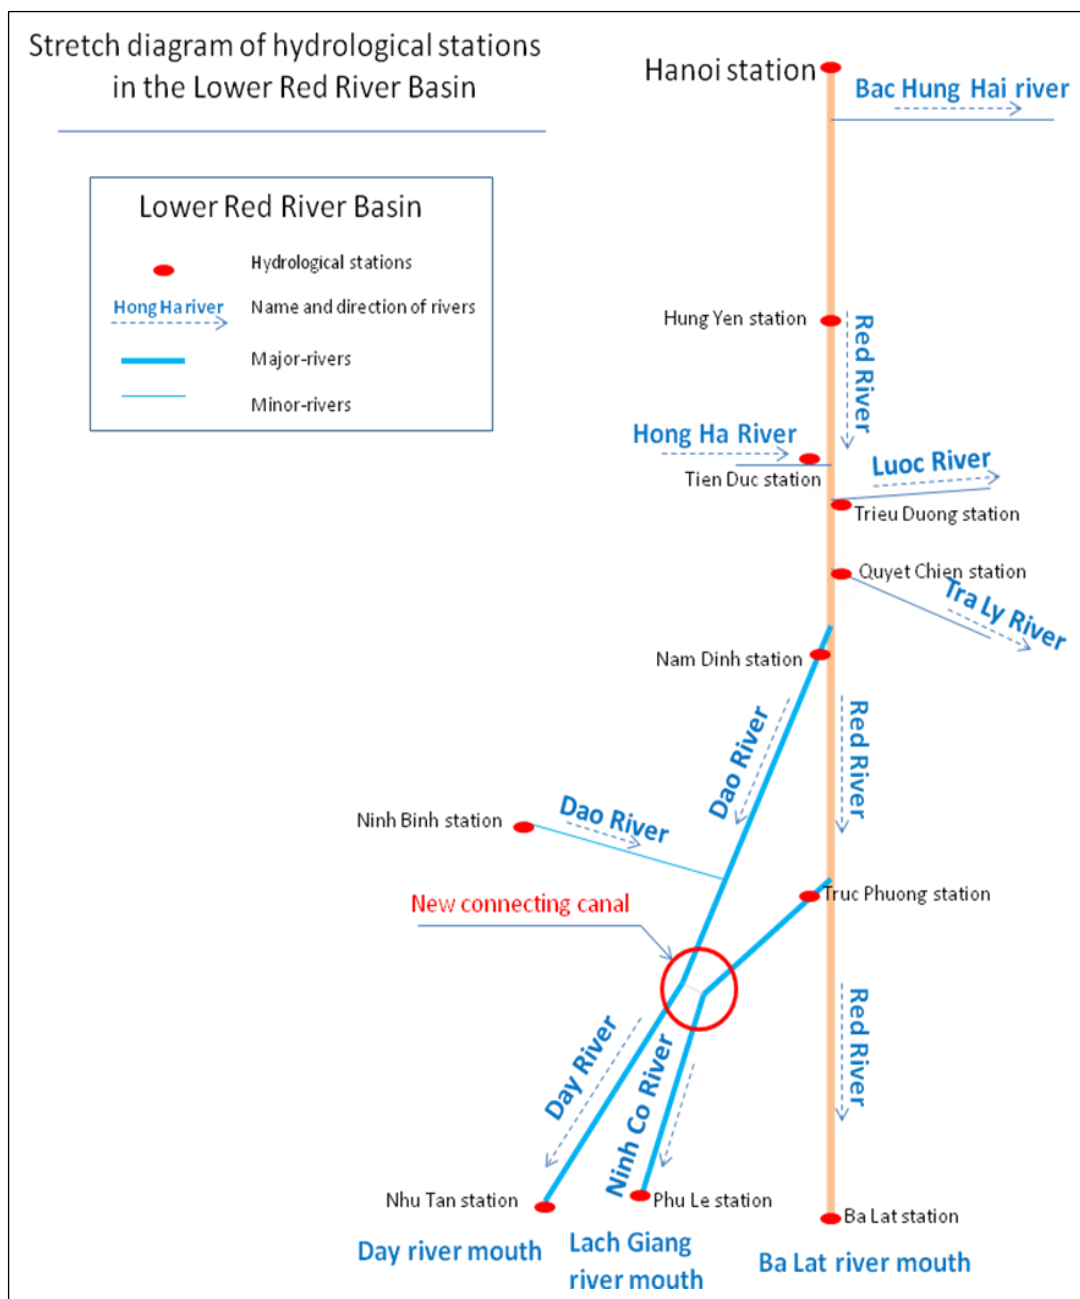 Stretch diagram of hydrological stations
in the Lower Red River Basin
Hanoi station
Bac Hung Hai river
Lower Red River Basin
Hydrological stations
Hong Ha river
Name and direction of rivers
Major-rivers
Minor-rivers
Hung Yen station
Red River
Hong Ha River
Tien Duc station
Luoc River
Trieu Duong station
Quyet Chien station
Tra Ly River
Nam Dinh station
Dao River
Red River
Ninh Binh station
Dao River
New connecting canal
Truc Phuong station
Day River
Ninh Co River
Red River
Nhu Tan station
Phu Le station
Ba Lat station
Day river mouth
Lach Giang
river mouth
Ba Lat river mouth